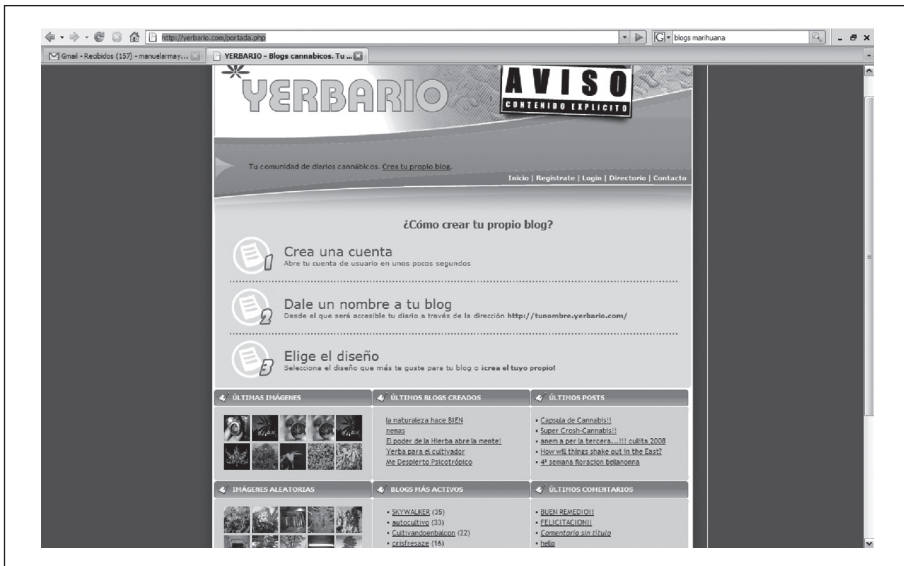 http://yerbario.com/portada.php
blogs marihuana
Gmail - Recibidos (157) - manuelermay...
YERBARIO - Blogs cannabicos. Tu ...
YERBARIO
AVISO
CONTENIDO EXPLICITO
Tu comunidad de diarios cannábicos. Crea tu propio blog.
Inicio | Registrate | Login | Directorio | Contacto
¿Cómo crear tu propio blog?
1 Crea una cuenta
Abre tu cuenta de usuario en unos pocos segundos
2 Dale un nombre a tu blog
Desde el que será accesible tu diario a través de la dirección http://tunombre.yerbario.com/
3 Elige el diseño
Selecciona el diseño que más te guste para tu blog o ¡crea el tuyo propio!
ÚLTIMAS IMÁGENES
ÚLTIMOS BLOGS CREADOS
la naturaleza hace BIEN
nemas
El poder de la Hierba abre la mente!
Yerba para el cultivador
Me Despierto Psicotrópico
ÚLTIMOS POSTS
• Capsula de Cannabis!!
• Super Crosh-Cannabis!!
• anem a per la tercera...!!! cullita 2008
• How will things shake out in the East?
• 4ª semana floracion bellanonna
IMÁGENES ALEATORIAS
BLOGS MÁS ACTIVOS
• SKYWALKER (35)
• autocultivo (33)
• Cultivandoenbalcon (22)
• crisfresaze (16)
ÚLTIMOS COMENTARIOS
• BUEN REMEDIO!!
• FELICITACION!!
• Comentario sin título
• hello